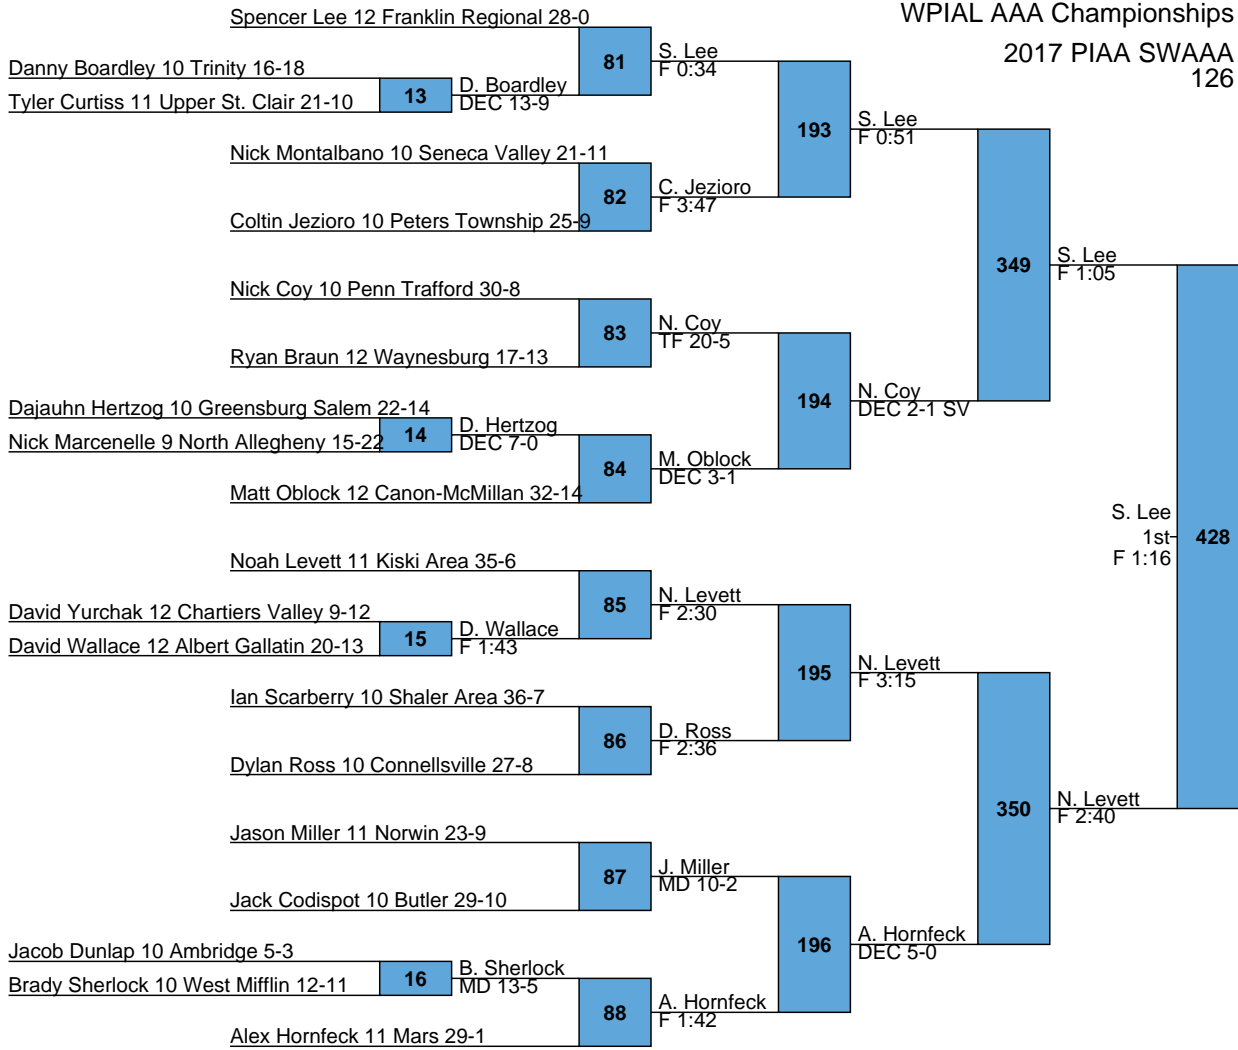 WPIAL AAA Championships
2017 PIAA SWAAA
126
Spencer Lee 12 Franklin Regional 28-0
81
S. Lee
F 0:34
Danny Boardley 10 Trinity 16-18
13
D. Boardley
DEC 13-9
Tyler Curtiss 11 Upper St. Clair 21-10
193
S. Lee
F 0:51
Nick Montalbano 10 Seneca Valley 21-11
82
C. Jezioro
F 3:47
Coltin Jezioro 10 Peters Township 25-9
349
S. Lee
F 1:05
Nick Coy 10 Penn Trafford 30-8
83
N. Coy
TF 20-5
Ryan Braun 12 Waynesburg 17-13
194
N. Coy
DEC 2-1 SV
Dajauhn Hertzog 10 Greensburg Salem 22-14
14
D. Hertzog
DEC 7-0
Nick Marcenelle 9 North Allegheny 15-22
84
M. Oblock
DEC 3-1
Matt Oblock 12 Canon-McMillan 32-14
S. Lee
1st
F 1:16
428
Noah Levett 11 Kiski Area 35-6
85
N. Levett
F 2:30
David Yurchak 12 Chartiers Valley 9-12
15
D. Wallace
F 1:43
David Wallace 12 Albert Gallatin 20-13
195
N. Levett
F 3:15
Ian Scarberry 10 Shaler Area 36-7
86
D. Ross
F 2:36
Dylan Ross 10 Connellsville 27-8
350
N. Levett
F 2:40
Jason Miller 11 Norwin 23-9
87
J. Miller
MD 10-2
Jack Codispot 10 Butler 29-10
196
A. Hornfeck
DEC 5-0
Jacob Dunlap 10 Ambridge 5-3
16
B. Sherlock
MD 13-5
Brady Sherlock 10 West Mifflin 12-11
88
A. Hornfeck
F 1:42
Alex Hornfeck 11 Mars 29-1